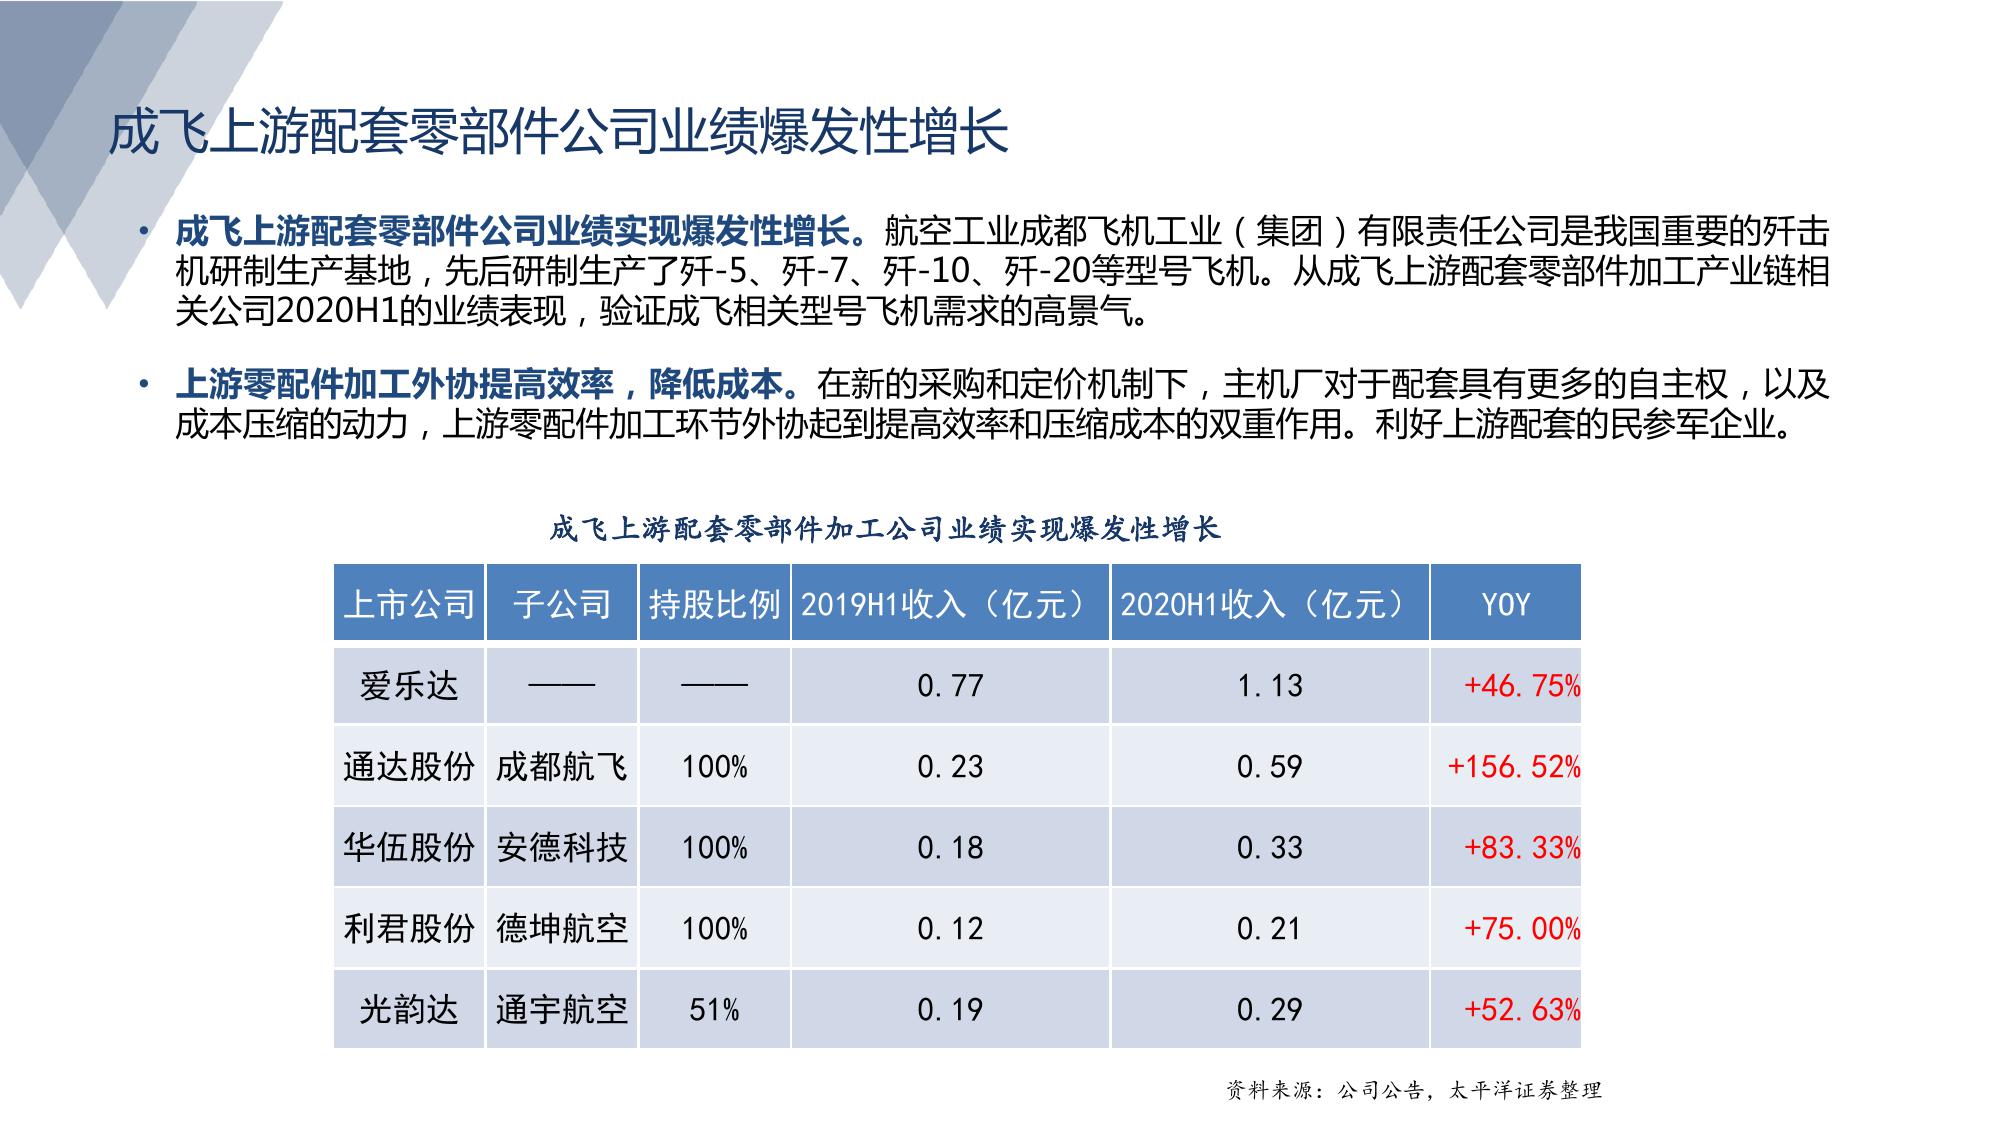 成飞上游配套零部件公司业绩爆发性增长
• 成飞上游配套零部件公司业绩实现爆发性增长。航空工业成都飞机工业（集团）有限责任公司是我国重要的歼击
机研制生产基地，先后研制生产了歼-5、歼-7、歼-10、歼-20等型号飞机。从成飞上游配套零部件加工产业链相
关公司2020H1的业绩表现，验证成飞相关型号飞机需求的高景气。
• 上游零配件加工外协提高效率，降低成本。在新的采购和定价机制下，主机厂对于配套具有更多的自主权，以及
成本压缩的动力，上游零配件加工环节外协起到提高效率和压缩成本的双重作用。利好上游配套的民参军企业。
成飞上游配套零部件加工公司业绩实现爆发性增长
上市公司 子公司 持股比例 2019H1收入（亿元） 2020H1收入（亿元） YOY
爱乐达 —— —— 0.77 1.13 +46.75%
通达股份 成都航飞 100% 0.23 0.59 +156.52%
华伍股份 安德科技 100% 0.18 0.33 +83.33%
利君股份 德坤航空 100% 0.12 0.21 +75.00%
光韵达 通宇航空 51% 0.19 0.29 +52.63%
资料来源：公司公告，太平洋证券整理